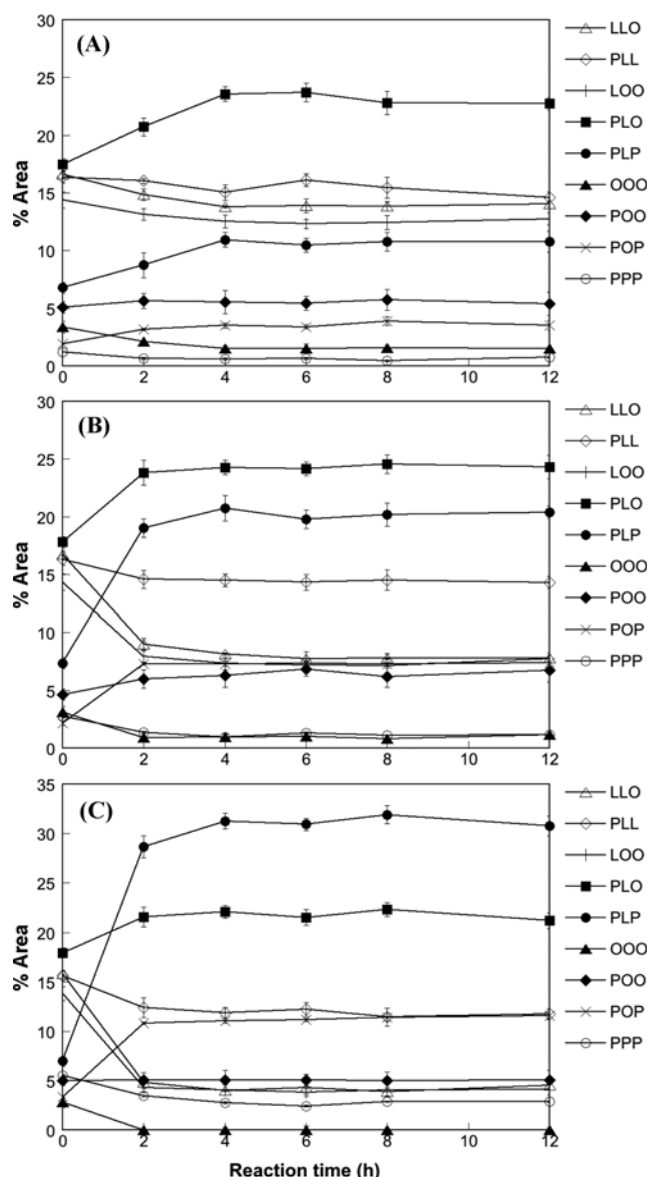 (A)
% Area
30
25
20
15
10
5
0
0 2 4 6 8 10 12
LLO
PLL
LOO
PLO
PLP
OOO
POO
POP
PPP
(B)
% Area
30
25
20
15
10
5
0
0 2 4 6 8 10 12
LLO
PLL
LOO
PLO
PLP
OOO
POO
POP
PPP
(C)
% Area
35
30
25
20
15
10
5
0
0 2 4 6 8 10 12
LLO
PLL
LOO
PLO
PLP
OOO
POO
POP
PPP
Reaction time (h)